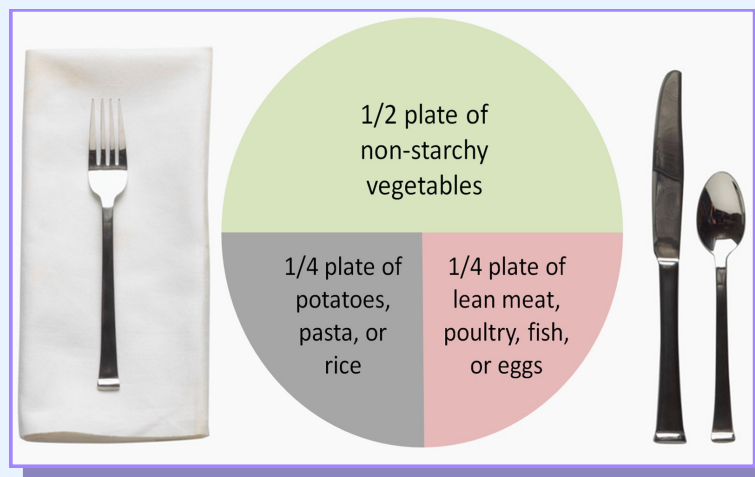 1/2 plate of
non-starchy
vegetables
1/4 plate of
potatoes,
pasta, or
rice
1/4 plate of
lean meat,
poultry, fish,
or eggs